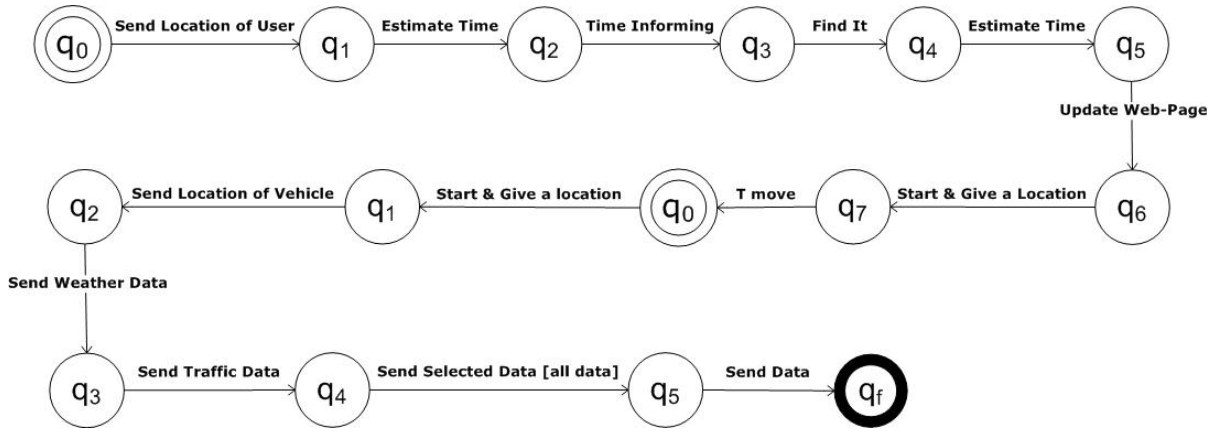 q0 Send Location of User q1 Estimate Time q2 Time Informing q3 Find It q4 Estimate Time q5
Update Web-Page
q2 Send Location of Vehicle q1 Start & Give a location q0 T move q7 Start & Give a Location q6
Send Weather Data
q3 Send Traffic Data q4 Send Selected Data [all data] q5 Send Data qf